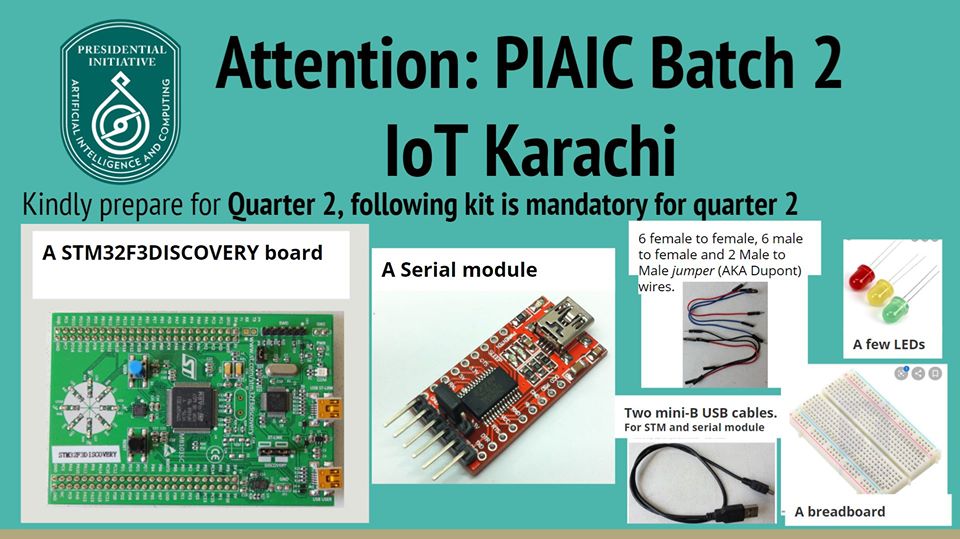 PRESIDENTIAL
INITIATIVE
ARTIFICIAL INTELLIGENCE AND COMPUTING
Attention: PIAIC Batch 2
IoT Karachi
Kindly prepare for Quarter 2, following kit is mandatory for quarter 2
A STM32F3DISCOVERY board
STM32F3DISCOVERY
A Serial module
6 female to female, 6 male
to female and 2 Male to
Male jumper (AKA Dupont)
wires.
A few LEDs
Two mini-B USB cables.
For STM and serial module
A breadboard